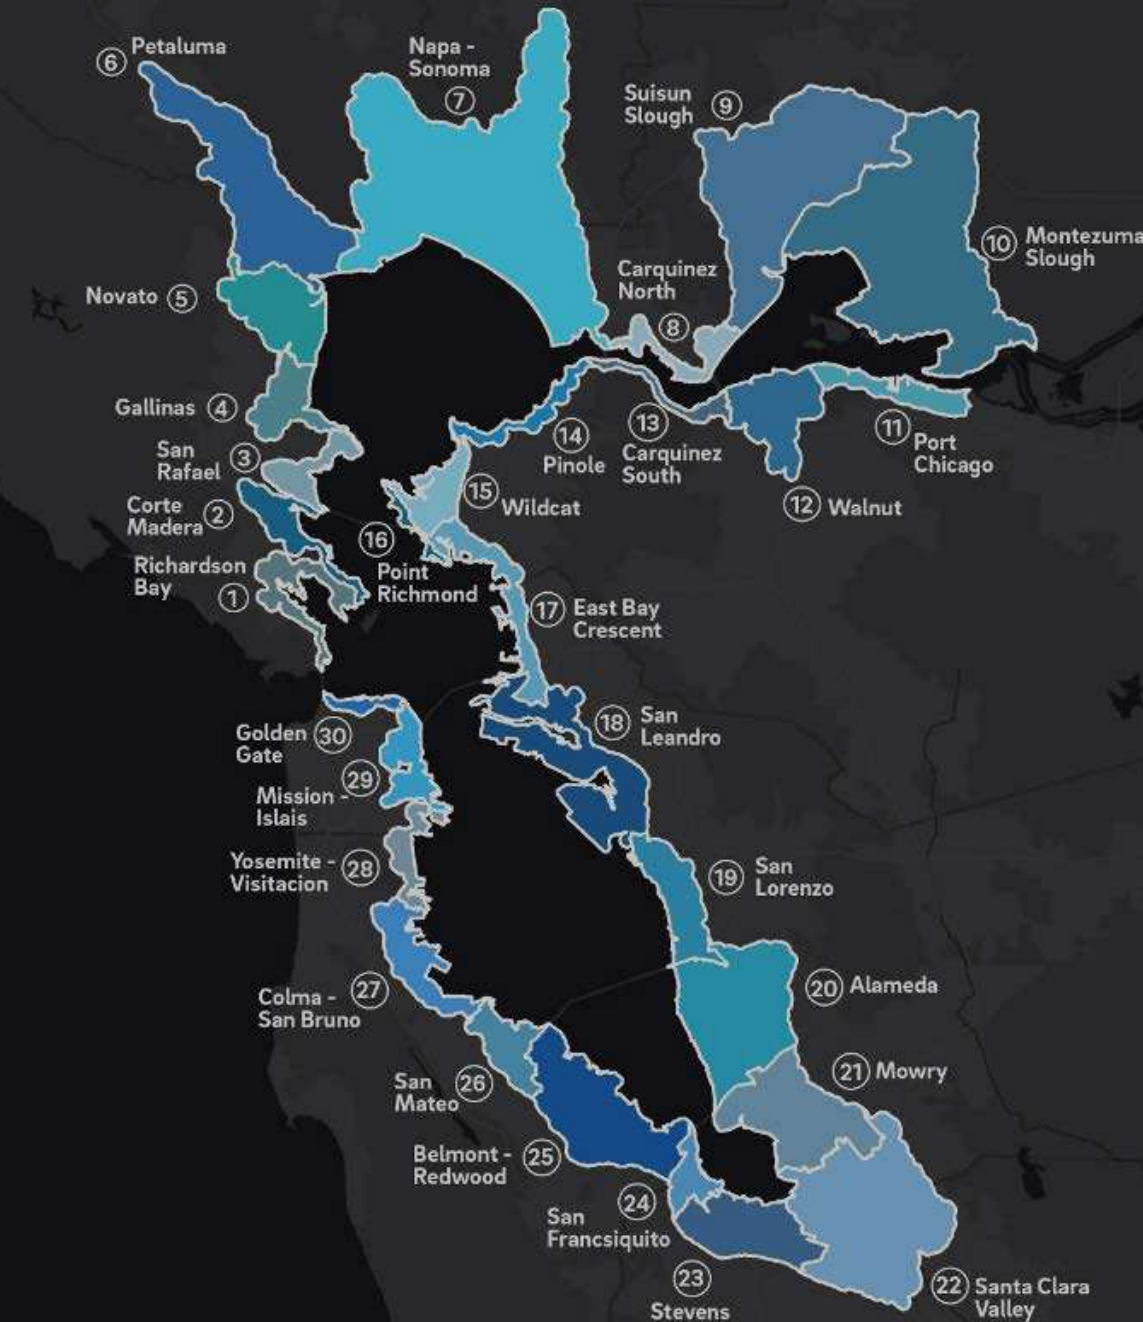 6 Petaluma
Napa -
Sonoma
7
Suisun
Slough 9
10 Montezuma
Slough
Carquinez
North
8
Novato 5
Gallinas 4
San
Rafael 3
Corte
Madera 2
Richardson
Bay 1
11 Port
Chicago
12 Walnut
13
Carquinez
South
14
Pinole
15 Wildcat
16
Point
Richmond
17 East Bay
Crescent
18 San
Leandro
19 San
Lorenzo
20 Alameda
21 Mowry
22 Santa Clara
Valley
23
Stevens
24
San
Francsiquito
Belmont -
Redwood 25
San
Mateo 26
Colma -
San Bruno 27
Yosemite -
Visitacion 28
29
Mission -
Islais
Golden
Gate 30